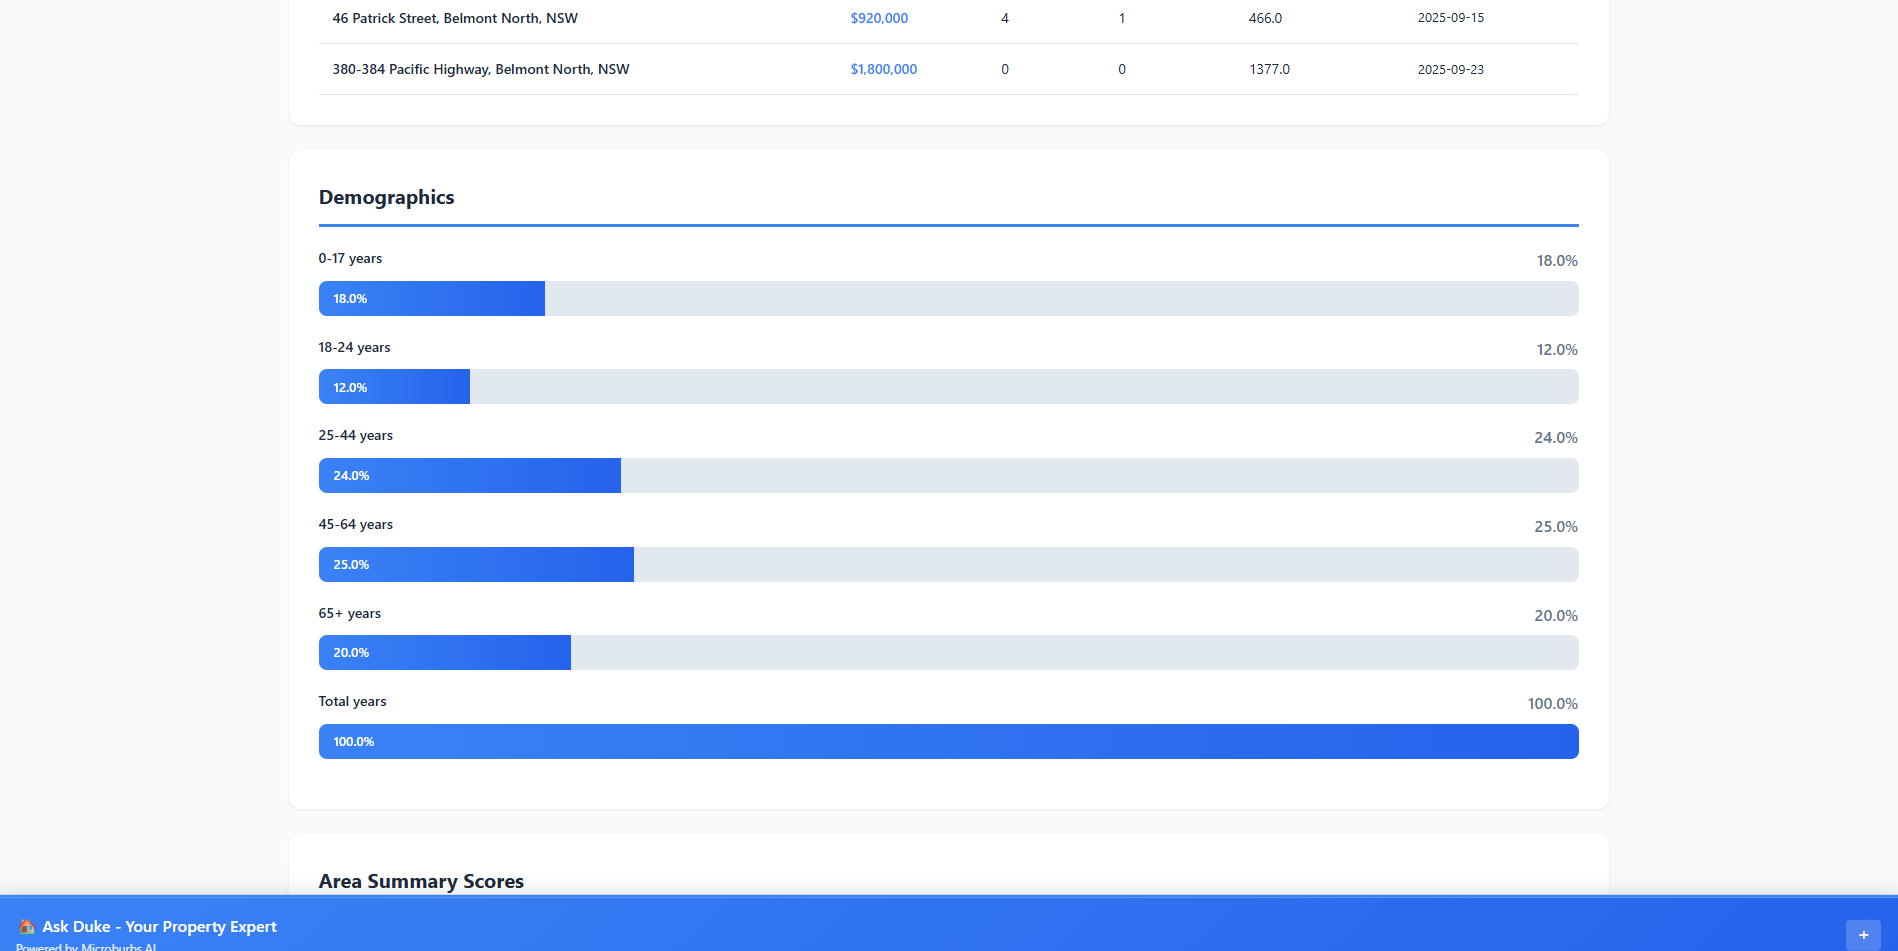 46 Patrick Street, Belmont North, NSW $920,000 4 1 466.0 2025-09-15
380-384 Pacific Highway, Belmont North, NSW $1,800,000 0 0 1377.0 2025-09-23
Demographics
0-17 years 18.0%
18.0%
18-24 years 12.0%
12.0%
25-44 years 24.0%
24.0%
45-64 years 25.0%
25.0%
65+ years 20.0%
20.0%
Total years 100.0%
100.0%
Area Summary Scores
Ask Duke - Your Property Expert
Powered by Microburbs AI
+